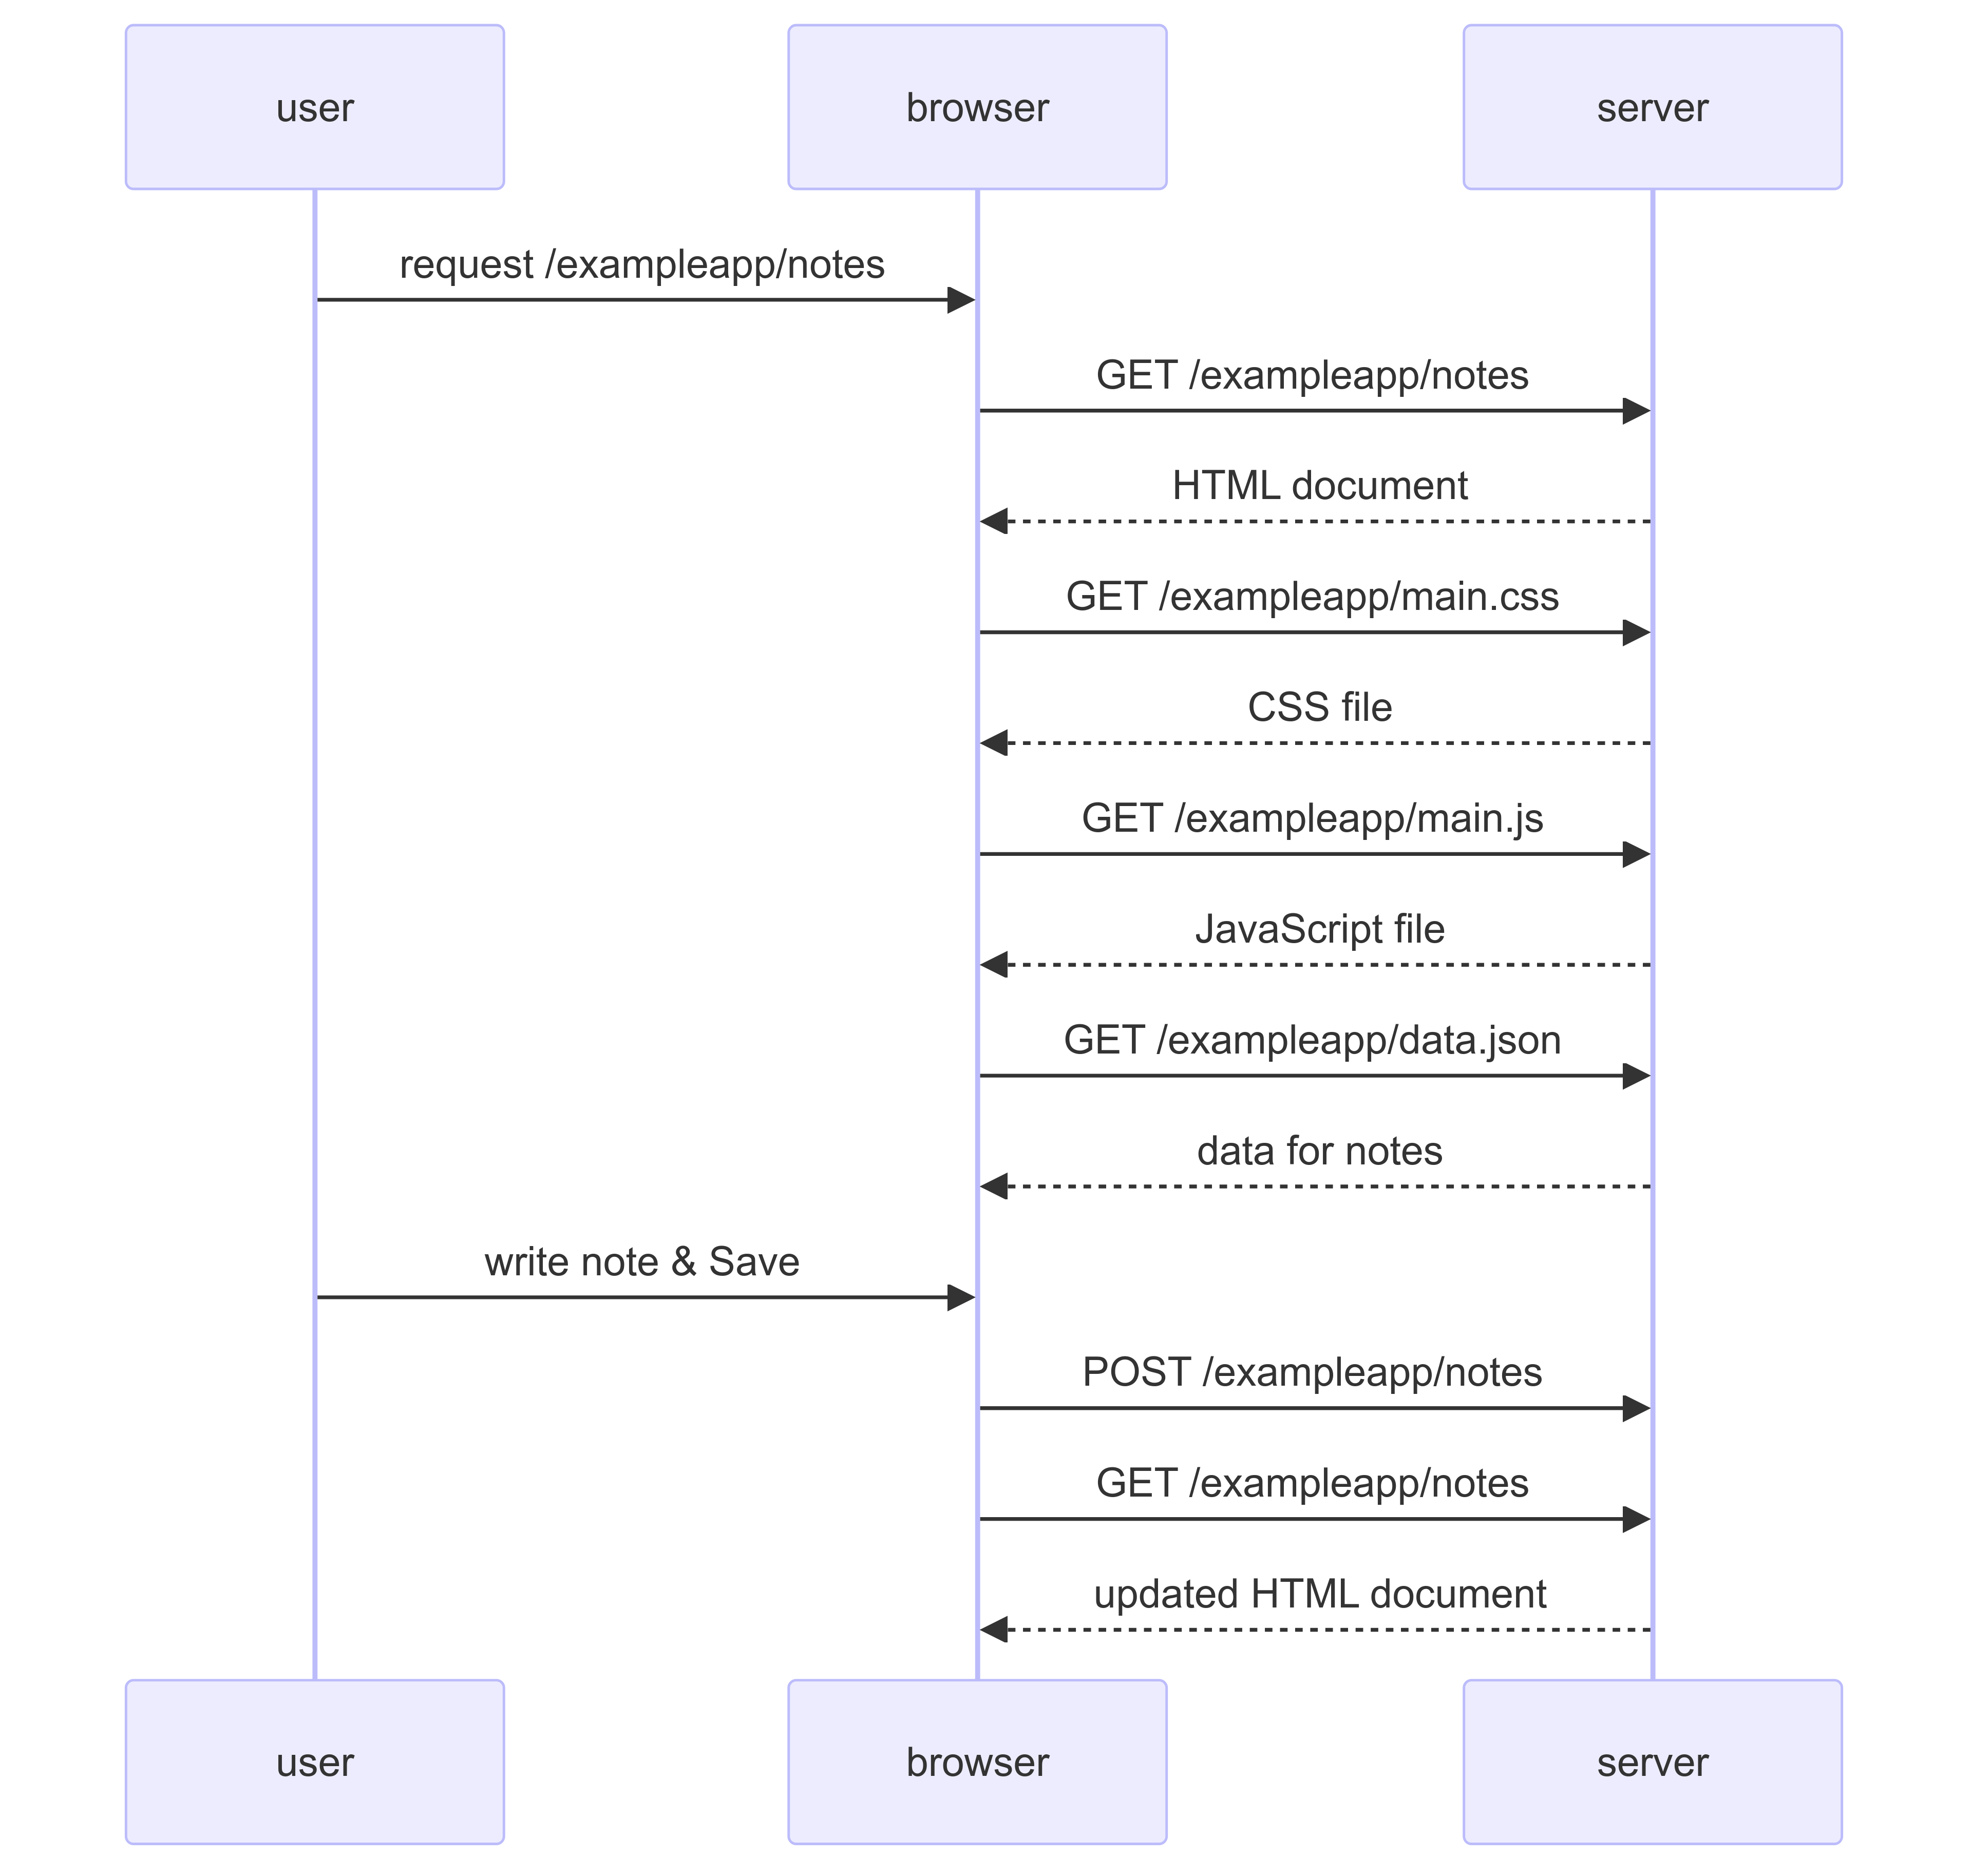 user
browser
server
request /exampleapp/notes
GET /exampleapp/notes
HTML document
GET /exampleapp/main.css
CSS file
GET /exampleapp/main.js
JavaScript file
GET /exampleapp/data.json
data for notes
write note & Save
POST /exampleapp/notes
GET /exampleapp/notes
updated HTML document
user
browser
server